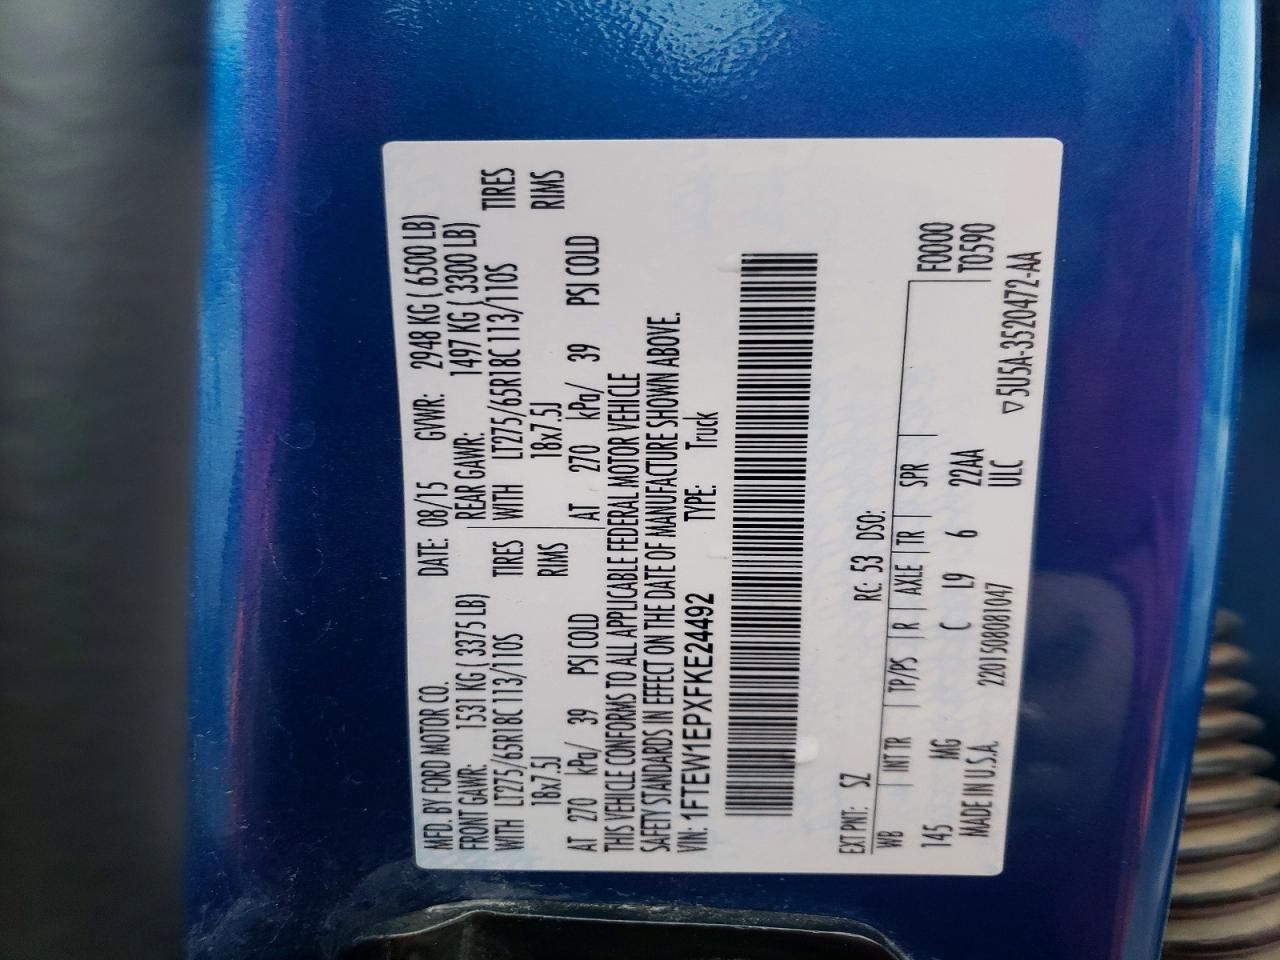 MFD. BY FORD MOTOR CO. DATE: 08/15 GVWR: 2948 KG ( 6500 LB)
FRONT GAWR: 1531 KG ( 3375 LB) REAR GAWR: 1497 KG ( 3300 LB)
WITH LT275/65R18C 113/110S TIRES WITH LT275/65R18C 113/110S TIRES
18x7.5J RIMS 18x7.5J RIMS
AT 270 kPa/ 39 PSI COLD AT 270 kPa/ 39 PSI COLD
THIS VEHICLE CONFORMS TO ALL APPLICABLE FEDERAL MOTOR VEHICLE
SAFETY STANDARDS IN EFFECT ON THE DATE OF MANUFACTURE SHOWN ABOVE.
VIN: 1FTEW1EPXFKE24492 TYPE: Truck
EXT PNT: SZ RC: 53 DSO:
WB INT TR TP/PS R AXLE TR SPR F0000
145 MG C L9 6 22AA T0590
MADE IN U.S.A. 2201508081047 ULC
▽5U5A-3520472-AA